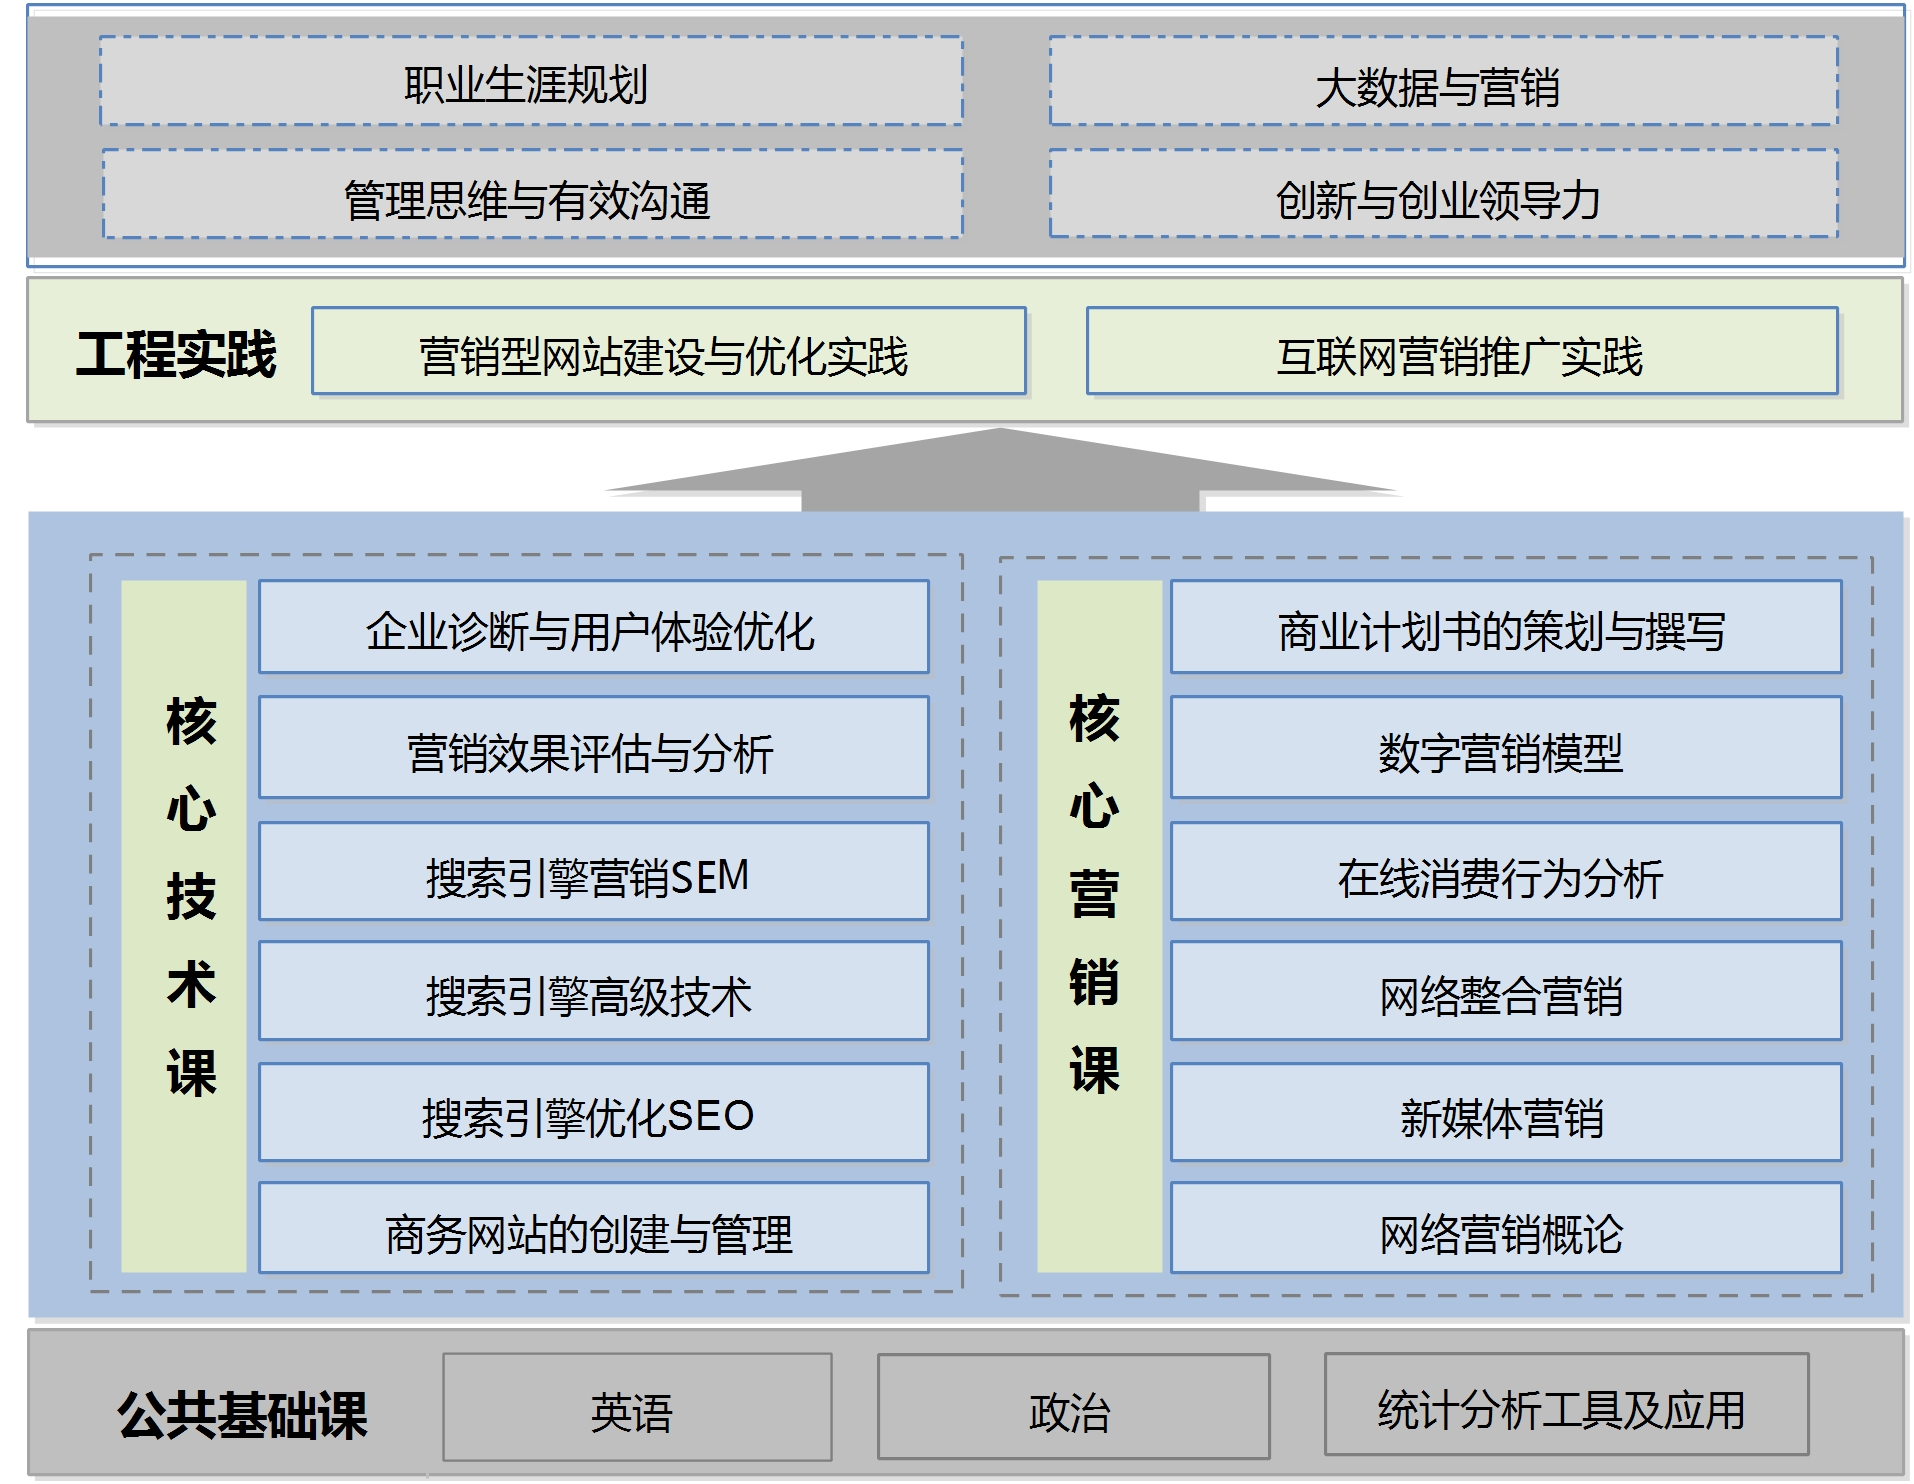 职业生涯规划
大数据与营销
管理思维与有效沟通
创新与创业领导力
工程实践
营销型网站建设与优化实践
互联网营销推广实践
核心技术课
企业诊断与用户体验优化
营销效果评估与分析
搜索引擎营销SEM
搜索引擎高级技术
搜索引擎优化SEO
商务网站的创建与管理
核心营销课
商业计划书的策划与撰写
数字营销模型
在线消费行为分析
网络整合营销
新媒体营销
网络营销概论
公共基础课
英语
政治
统计分析工具及应用